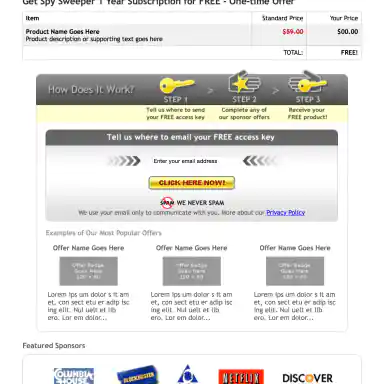 Get Spy Sweeper 1 Year Subscription for FREE - One-time Offer
Item Standard Price Your Price
Product Name Goes Here $59.00 $00.00
Product description or supporting text goes here
TOTAL: FREE!
How Does It Work?
STEP 1 > STEP 2 > STEP 3
Tell us where to send your FREE access key
Complete any of our sponsor offers
Receive your FREE product!
Tell us where to email your FREE access key
Enter your email address
CLICK HERE NOW!
SPAM WE NEVER SPAM
We use your email only to communicate with you. More about our Privacy Policy
Examples of Our Most Popular Offers
Offer Name Goes Here Offer Name Goes Here Offer Name Goes Here
Offer Badge
Goes Here
Offer Badge
Goes Here
Offer Badge
Goes Here
Lorem ips um dolor s it am
et, con sect etu er adip isc
ing elit. Nul uelt et lib
ero. Lor em dolor...
Lorem ips um dolor s it am
et, con sect etu er adip isc
ing elit. Nul uelt et lib
ero. Lor em dolor...
Lorem ips um dolor s it am
et, con sect etu er adip isc
ing elit. Nul uelt et lib
ero. Lor em dolor...
Featured Sponsors
COLUMBIA
HOUSE
BLOCKBUSTER
NETFLIX
DISCOVER